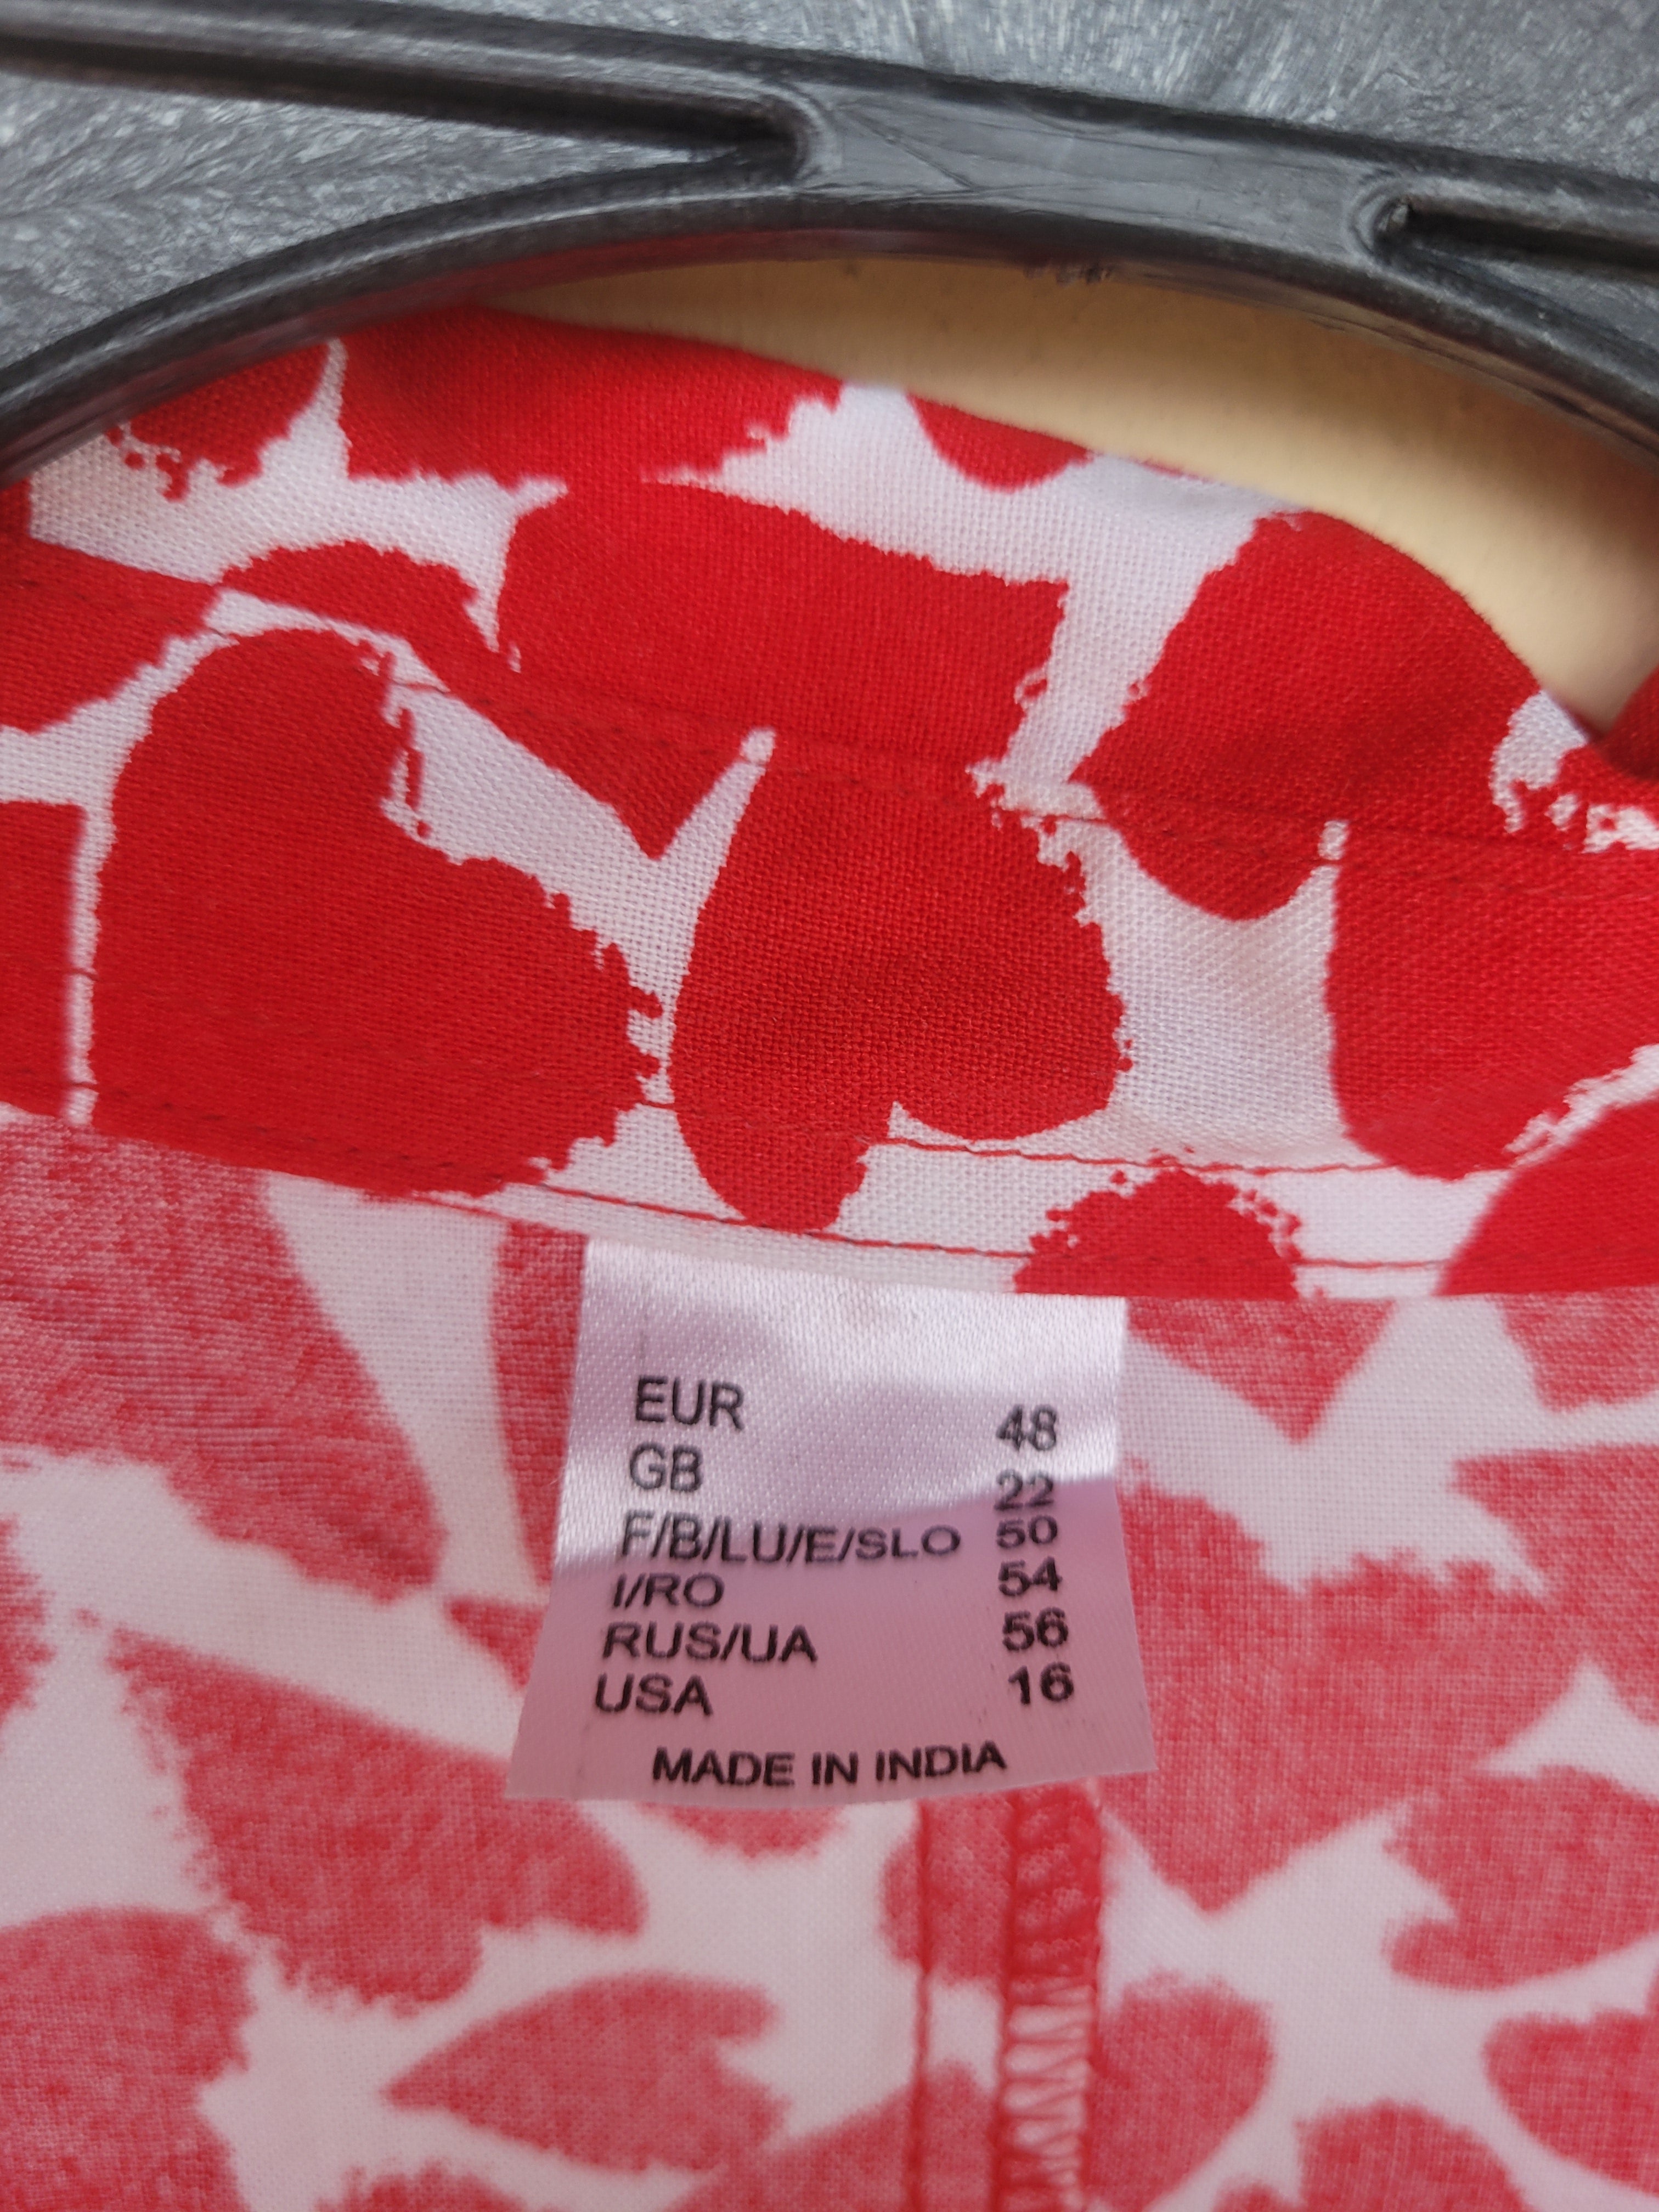 EUR 48
GB 22
F/B/LU/E/SLO 50
I/RO 54
RUS/UA 56
USA 16
MADE IN INDIA